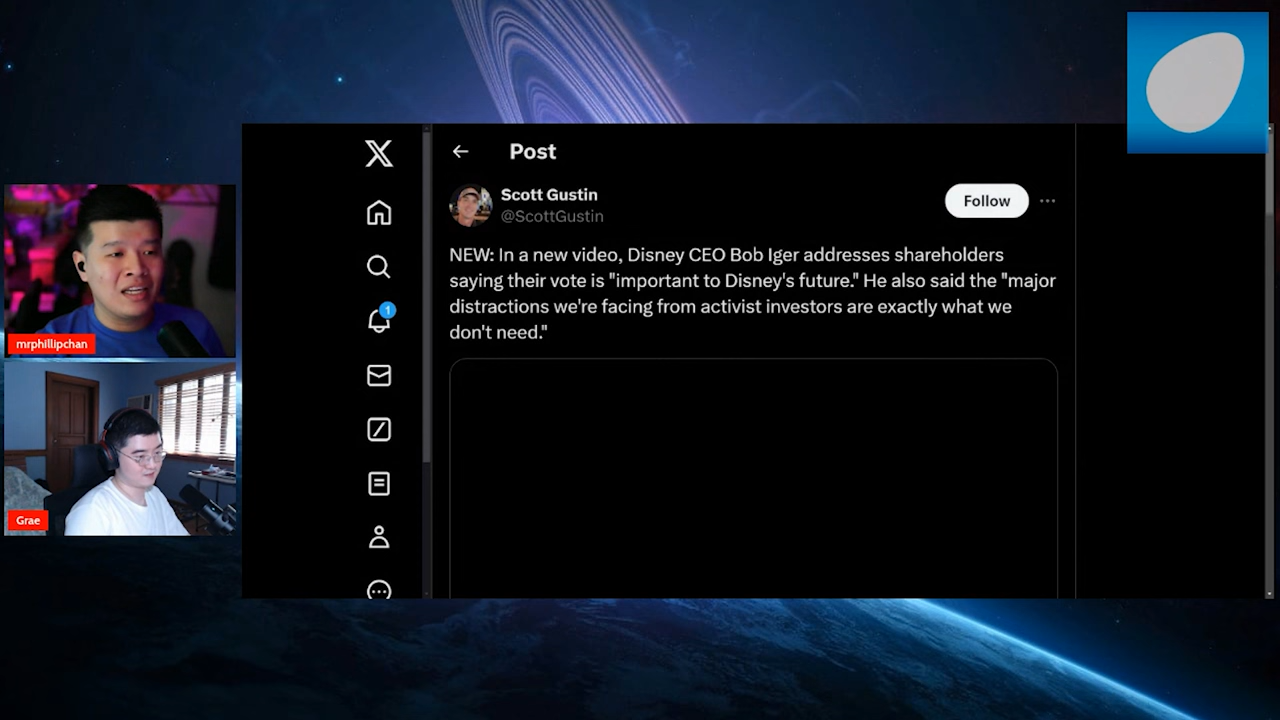 Post
Scott Gustin
@ScottGustin
Follow
NEW: In a new video, Disney CEO Bob Iger addresses shareholders
saying their vote is "important to Disney's future." He also said the "major
distractions we're facing from activist investors are exactly what we
don't need."
1
mrphillipchan
Grae